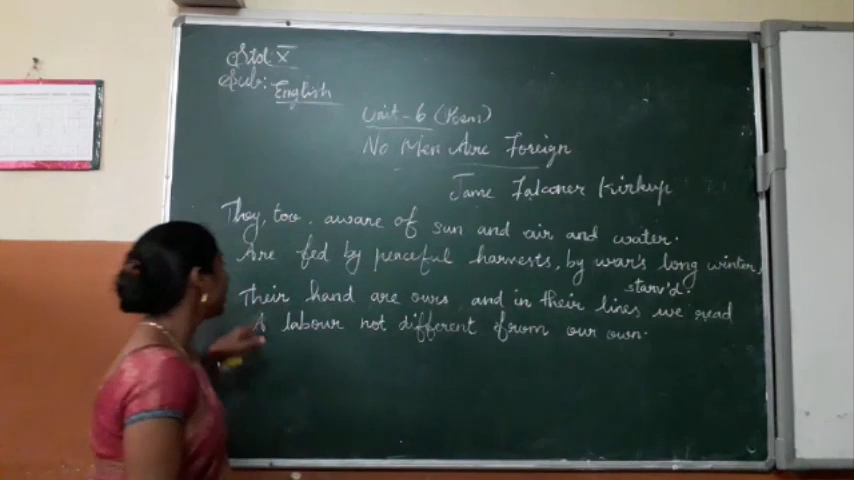 Std: X
Sub: English
Unit - 6 (Poem)
No Men Are Foreign
Jame Falconer Kirkup
They, too, aware of sun and air and water.
Are fed by peaceful harvests, by war's long winter,
starv'd.
Their hand are ours, and in their lines we read
A labour not different from our own.